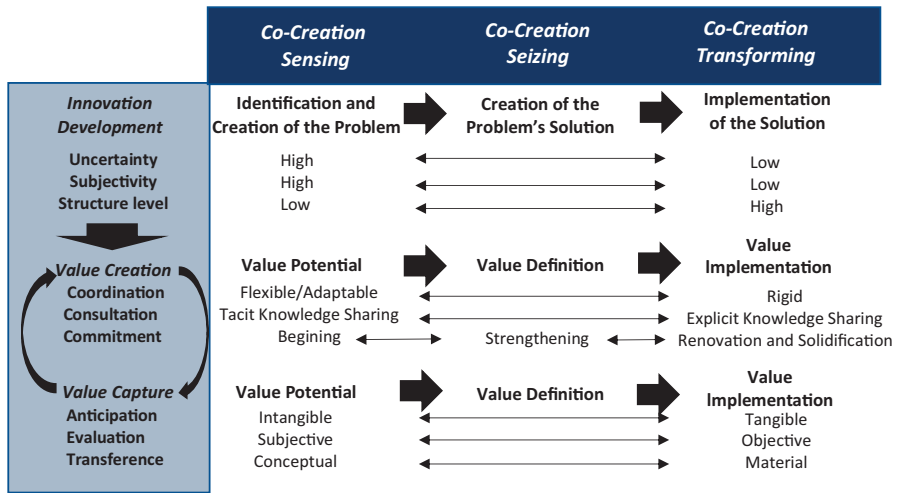 Co-Creation Sensing
Co-Creation Seizing
Co-Creation Transforming
Innovation Development
Identification and Creation of the Problem
Creation of the Problem's Solution
Implementation of the Solution
Uncertainty
High
Low
Subjectivity
High
Low
Structure level
Low
High
Value Creation
Value Potential
Value Definition
Value Implementation
Coordination
Flexible/Adaptable
Rigid
Consultation
Tacit Knowledge Sharing
Explicit Knowledge Sharing
Commitment
Begining
Strengthening
Renovation and Solidification
Value Capture
Value Potential
Value Definition
Value Implementation
Anticipation
Intangible
Tangible
Evaluation
Subjective
Objective
Transference
Conceptual
Material